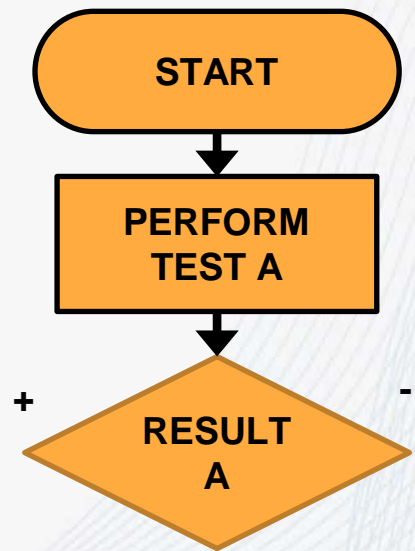 START
PERFORM
TEST A
+
-
RESULT
A